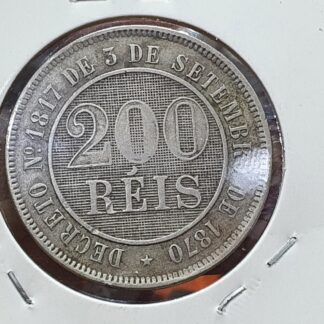 DECRETO Nº 1817 DE 3 DE SETEMBRO DE 1870
200
RÉIS